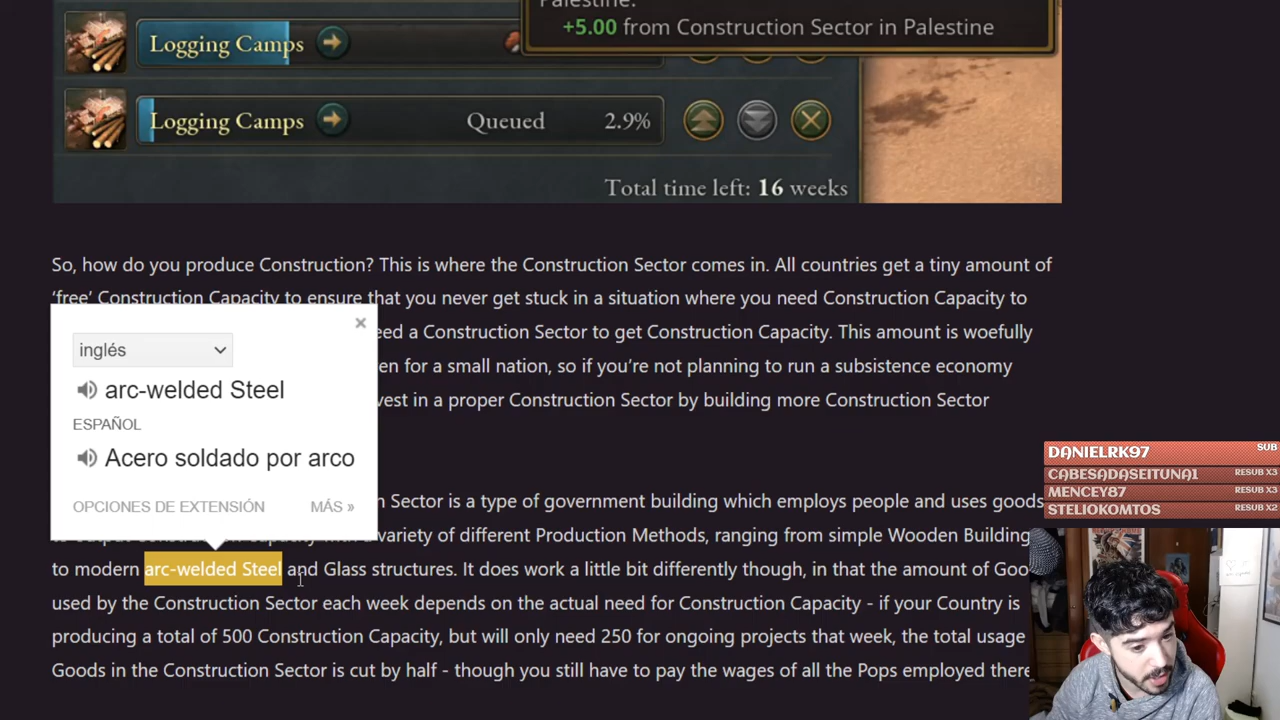 Palestine:
+5.00 from Construction Sector in Palestine
Logging Camps
Logging Camps Queued 2.9%
Total time left: 16 weeks
So, how do you produce Construction? This is where the Construction Sector comes in. All countries get a tiny amount of
'free' Construction Capacity to ensure that you never get stuck in a situation where you need Construction Capacity to
a Construction Sector to get Construction Capacity. This amount is woefully
for a small nation, so if you're not planning to run a subsistence economy
in a proper Construction Sector by building more Construction Sector
inglés
arc-welded Steel
ESPAÑOL
Acero soldado por arco
OPCIONES DE EXTENSIÓN MÁS »
Sector is a type of government building which employs people and uses goods
to output Construction Capacity with a variety of different Production Methods, ranging from simple Wooden Building
to modern arc-welded Steel and Glass structures. It does work a little bit differently though, in that the amount of Goo
used by the Construction Sector each week depends on the actual need for Construction Capacity - if your Country is
producing a total of 500 Construction Capacity, but will only need 250 for ongoing projects that week, the total usage
Goods in the Construction Sector is cut by half - though you still have to pay the wages of all the Pops employed there
DANIELRK97 SUB
CABESADASEITUNA1 RESUB X3
MENCEY87 RESUB X3
STELIOKOMTOS RESUB X2